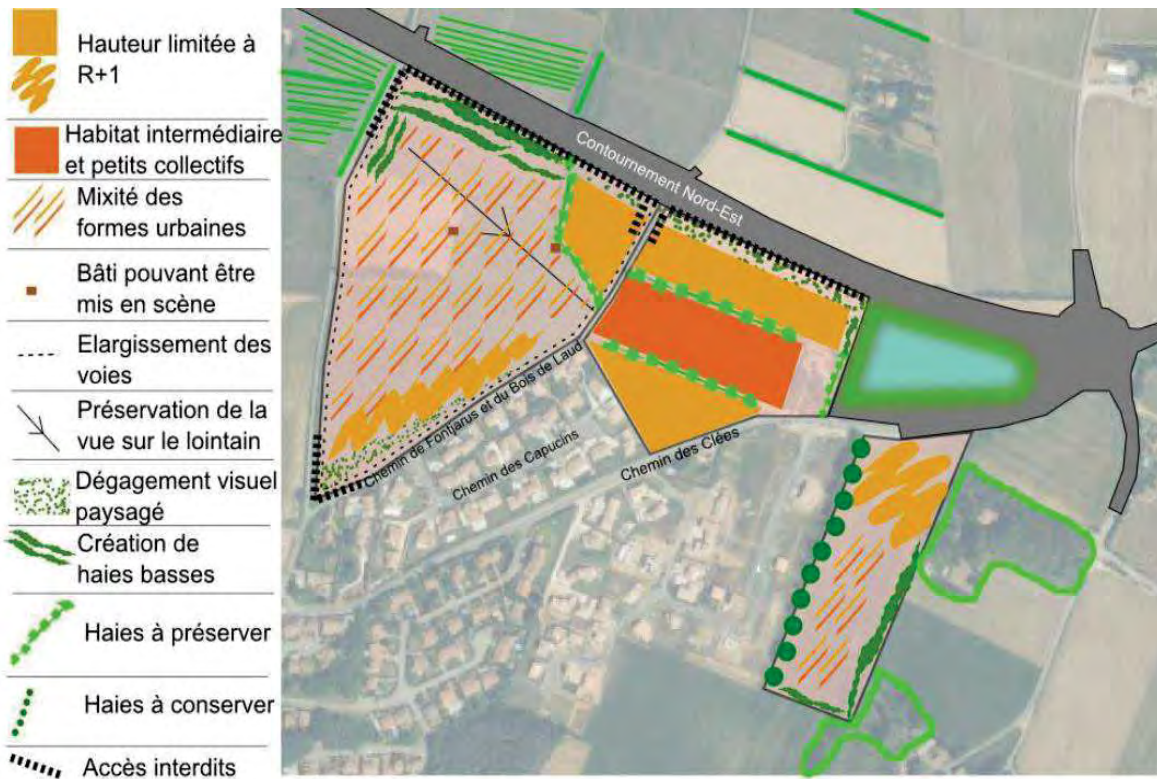 Hauteur limitée à
R+1
Habitat intermédiaire
et petits collectifs
Mixité des
formes urbaines
Bâti pouvant être
mis en scène
Elargissement des
voies
Préservation de la
vue sur le lointain
Dégagement visuel
paysagé
Création de
haies basses
Haies à préserver
Haies à conserver
Accès interdits
Contournement Nord-Est
Chemin de Fontjarus et du Bois de Laud
Chemin des Capucins
Chemin des Clées